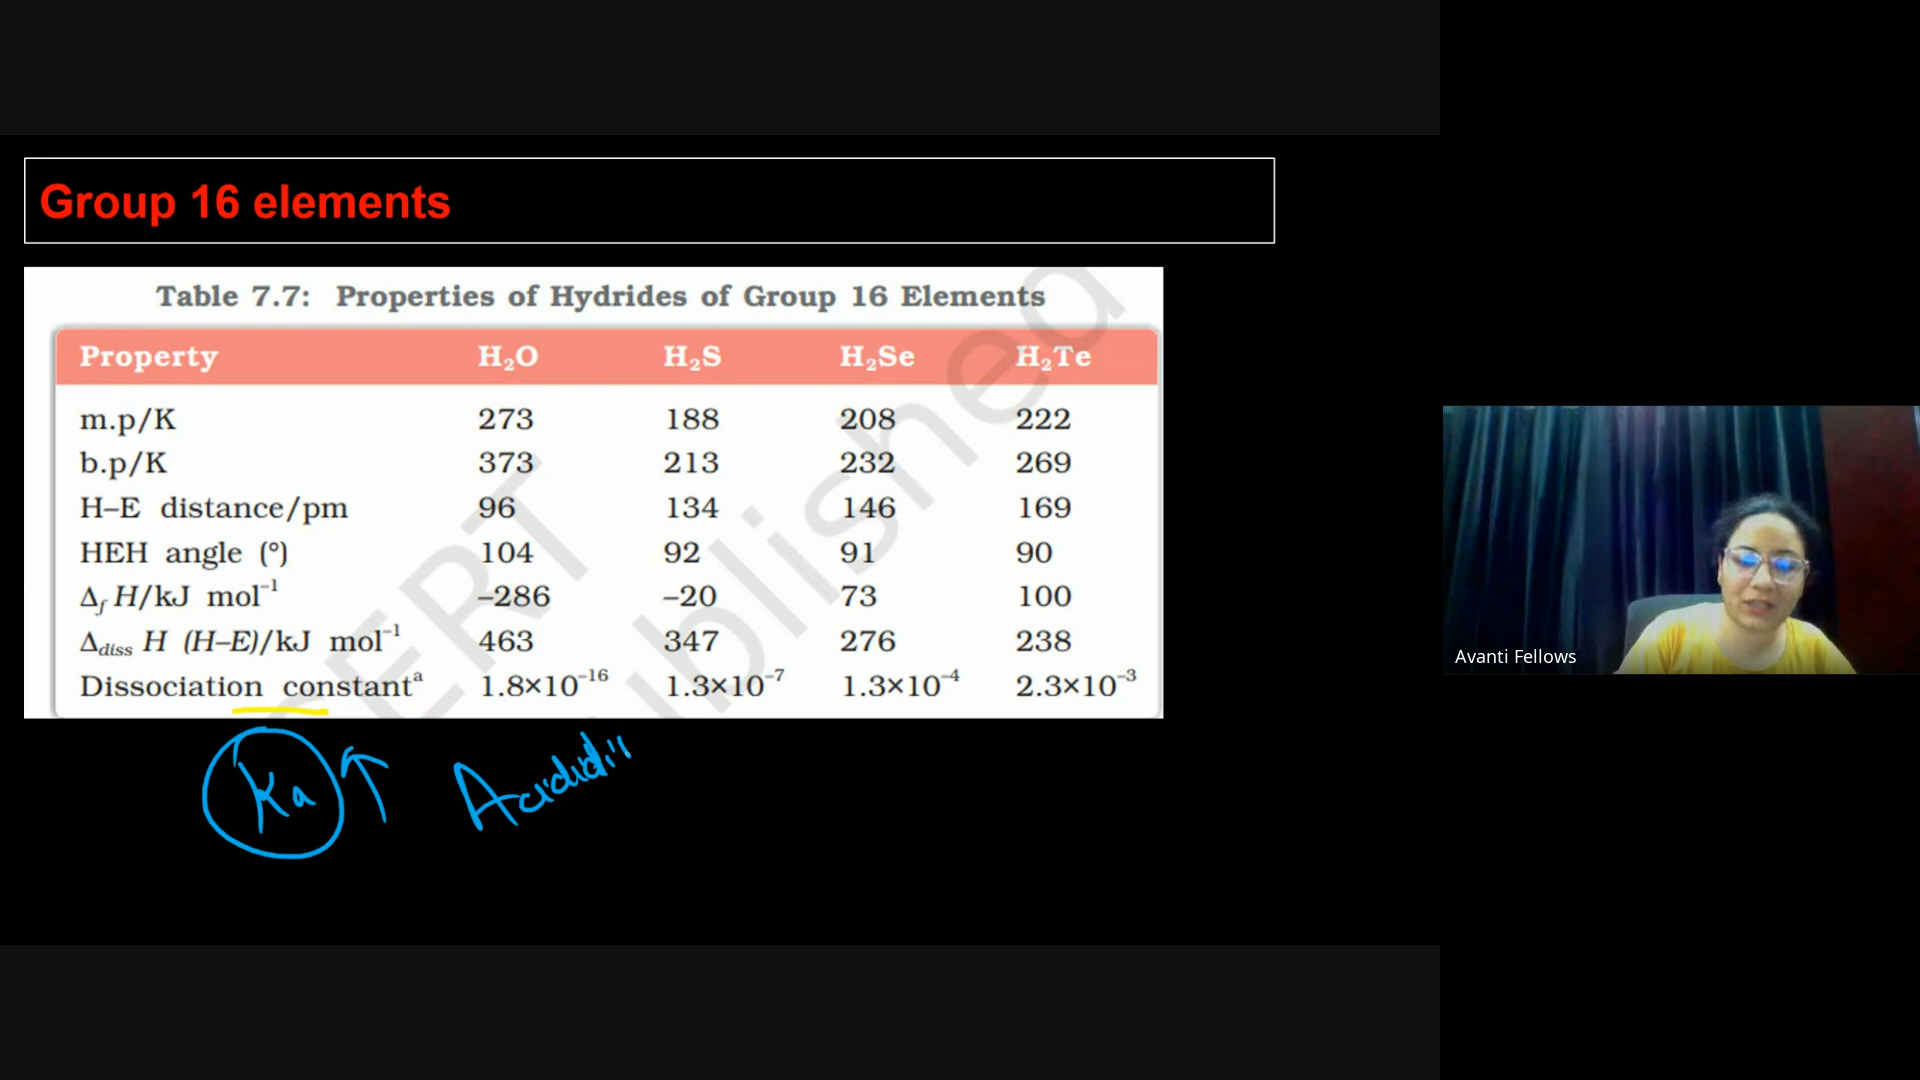 Group 16 elements
Table 7.7: Properties of Hydrides of Group 16 Elements
Property H₂O H₂S H₂Se H₂Te
m.p/K 273 188 208 222
b.p/K 373 213 232 269
H–E distance/pm 96 134 146 169
HEH angle (°) 104 92 91 90
Δf H/kJ mol⁻¹ –286 –20 73 100
Δdiss H (H–E)/kJ mol⁻¹ 463 347 276 238
Dissociation constantᵃ 1.8×10⁻¹⁶ 1.3×10⁻⁷ 1.3×10⁻⁴ 2.3×10⁻³
Ka ↑
Avanti Fellows